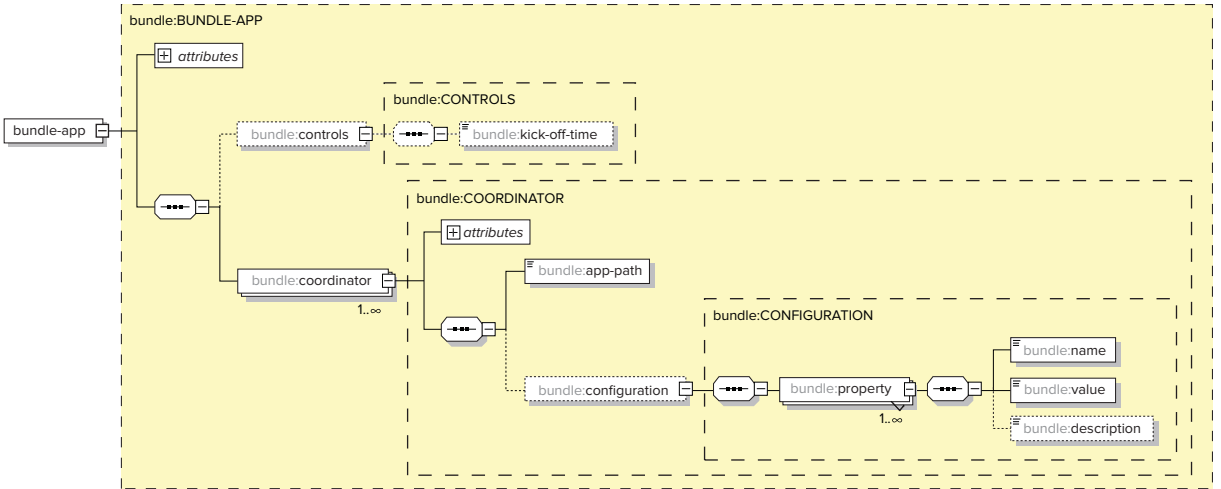 bundle:BUNDLE-APP
attributes
bundle-app
bundle:CONTROLS
bundle:controls
bundle:kick-off-time
bundle:COORDINATOR
attributes
bundle:coordinator
1..∞
bundle:app-path
bundle:CONFIGURATION
bundle:configuration
bundle:property
1..∞
bundle:name
bundle:value
bundle:description